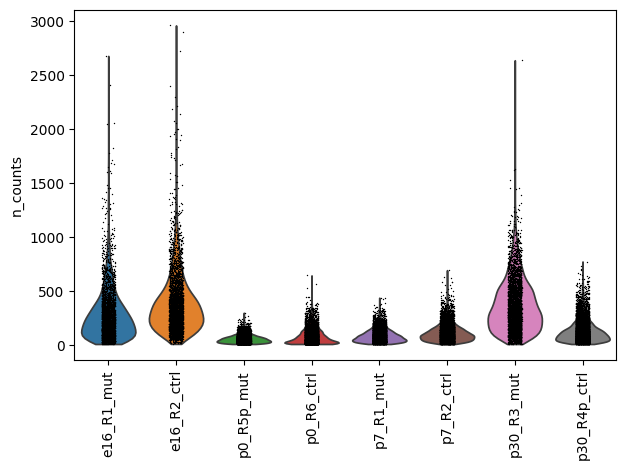 3000
2500
2000
1500
1000
500
0
n_counts
e16_R1_mut
e16_R2_ctrl
p0_R5p_mut
p0_R6_ctrl
p7_R1_mut
p7_R2_ctrl
p30_R3_mut
p30_R4p_ctrl